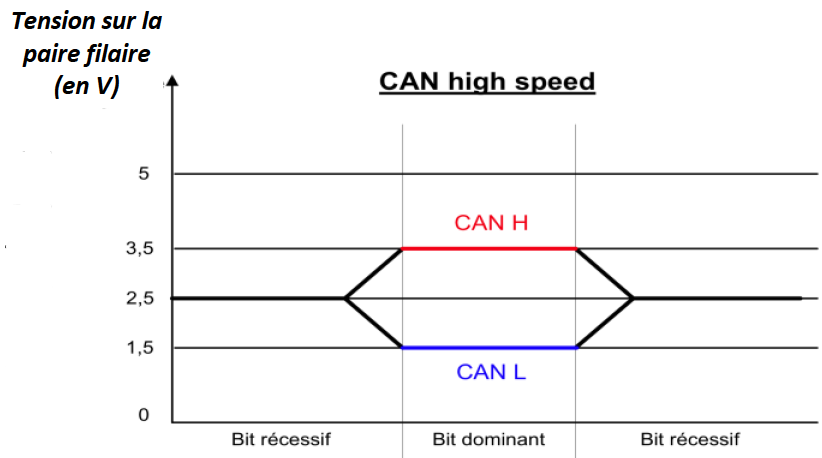 Tension sur la
paire filaire
(en V)
CAN high speed
5
CAN H
3,5
2,5
1,5
CAN L
0
Bit récessif
Bit dominant
Bit récessif